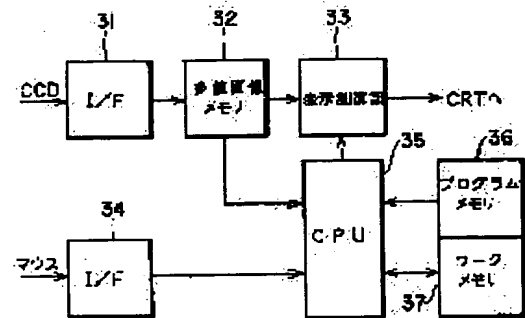 31
32
33
CCD
I/F
多値画像
メモリ
表示制御部
CRTへ
35
36
34
CPU
プログラム
メモリ
マウス
I/F
ワーク
メモリ
37